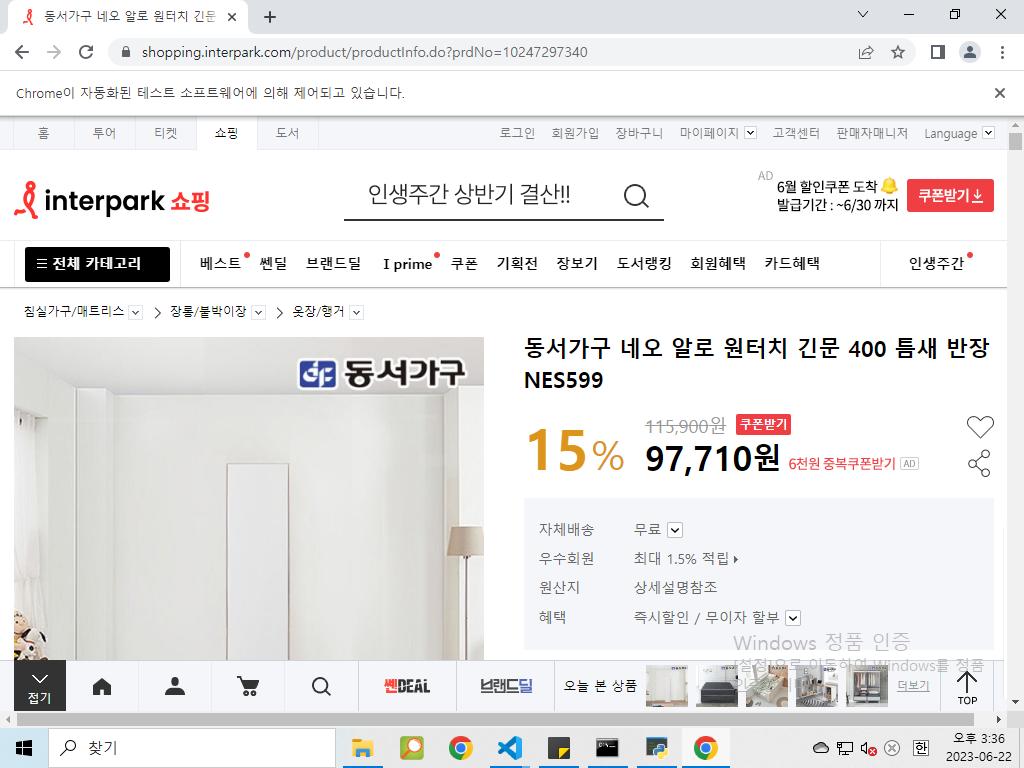 동서가구 네오 알로 원터치 긴문
shopping.interpark.com/product/productInfo.do?prdNo=10247297340
Chrome이 자동화된 테스트 소프트웨어에 의해 제어되고 있습니다.
홈 투어 티켓 쇼핑 도서 로그인 회원가입 장바구니 마이페이지 고객센터 판매자매니저 Language
interpark 쇼핑
인생주간 상반기 결산!!
AD
6월 할인쿠폰 도착
발급기간 : ~6/30 까지
쿠폰받기
전체 카테고리 베스트 쎈딜 브랜드딜 I prime 쿠폰 기획전 장보기 도서랭킹 회원혜택 카드혜택 인생주간
침실가구/매트리스 장롱/붙박이장 옷장/행거
동서가구
동서가구 네오 알로 원터치 긴문 400 틈새 반장
NES599
15%
115,900원 쿠폰받기
97,710원 6천원 중복쿠폰받기 AD
자체배송 무료
우수회원 최대 1.5% 적립
원산지 상세설명참조
혜택 즉시할인 / 무이자 할부
Windows 정품 인증
[설정]으로 이동하여 Windows를 정품
접기
쎈DEAL
브랜드딜
오늘 본 상품
더보기
TOP
찾기
한
오후 3:36
2023-06-22